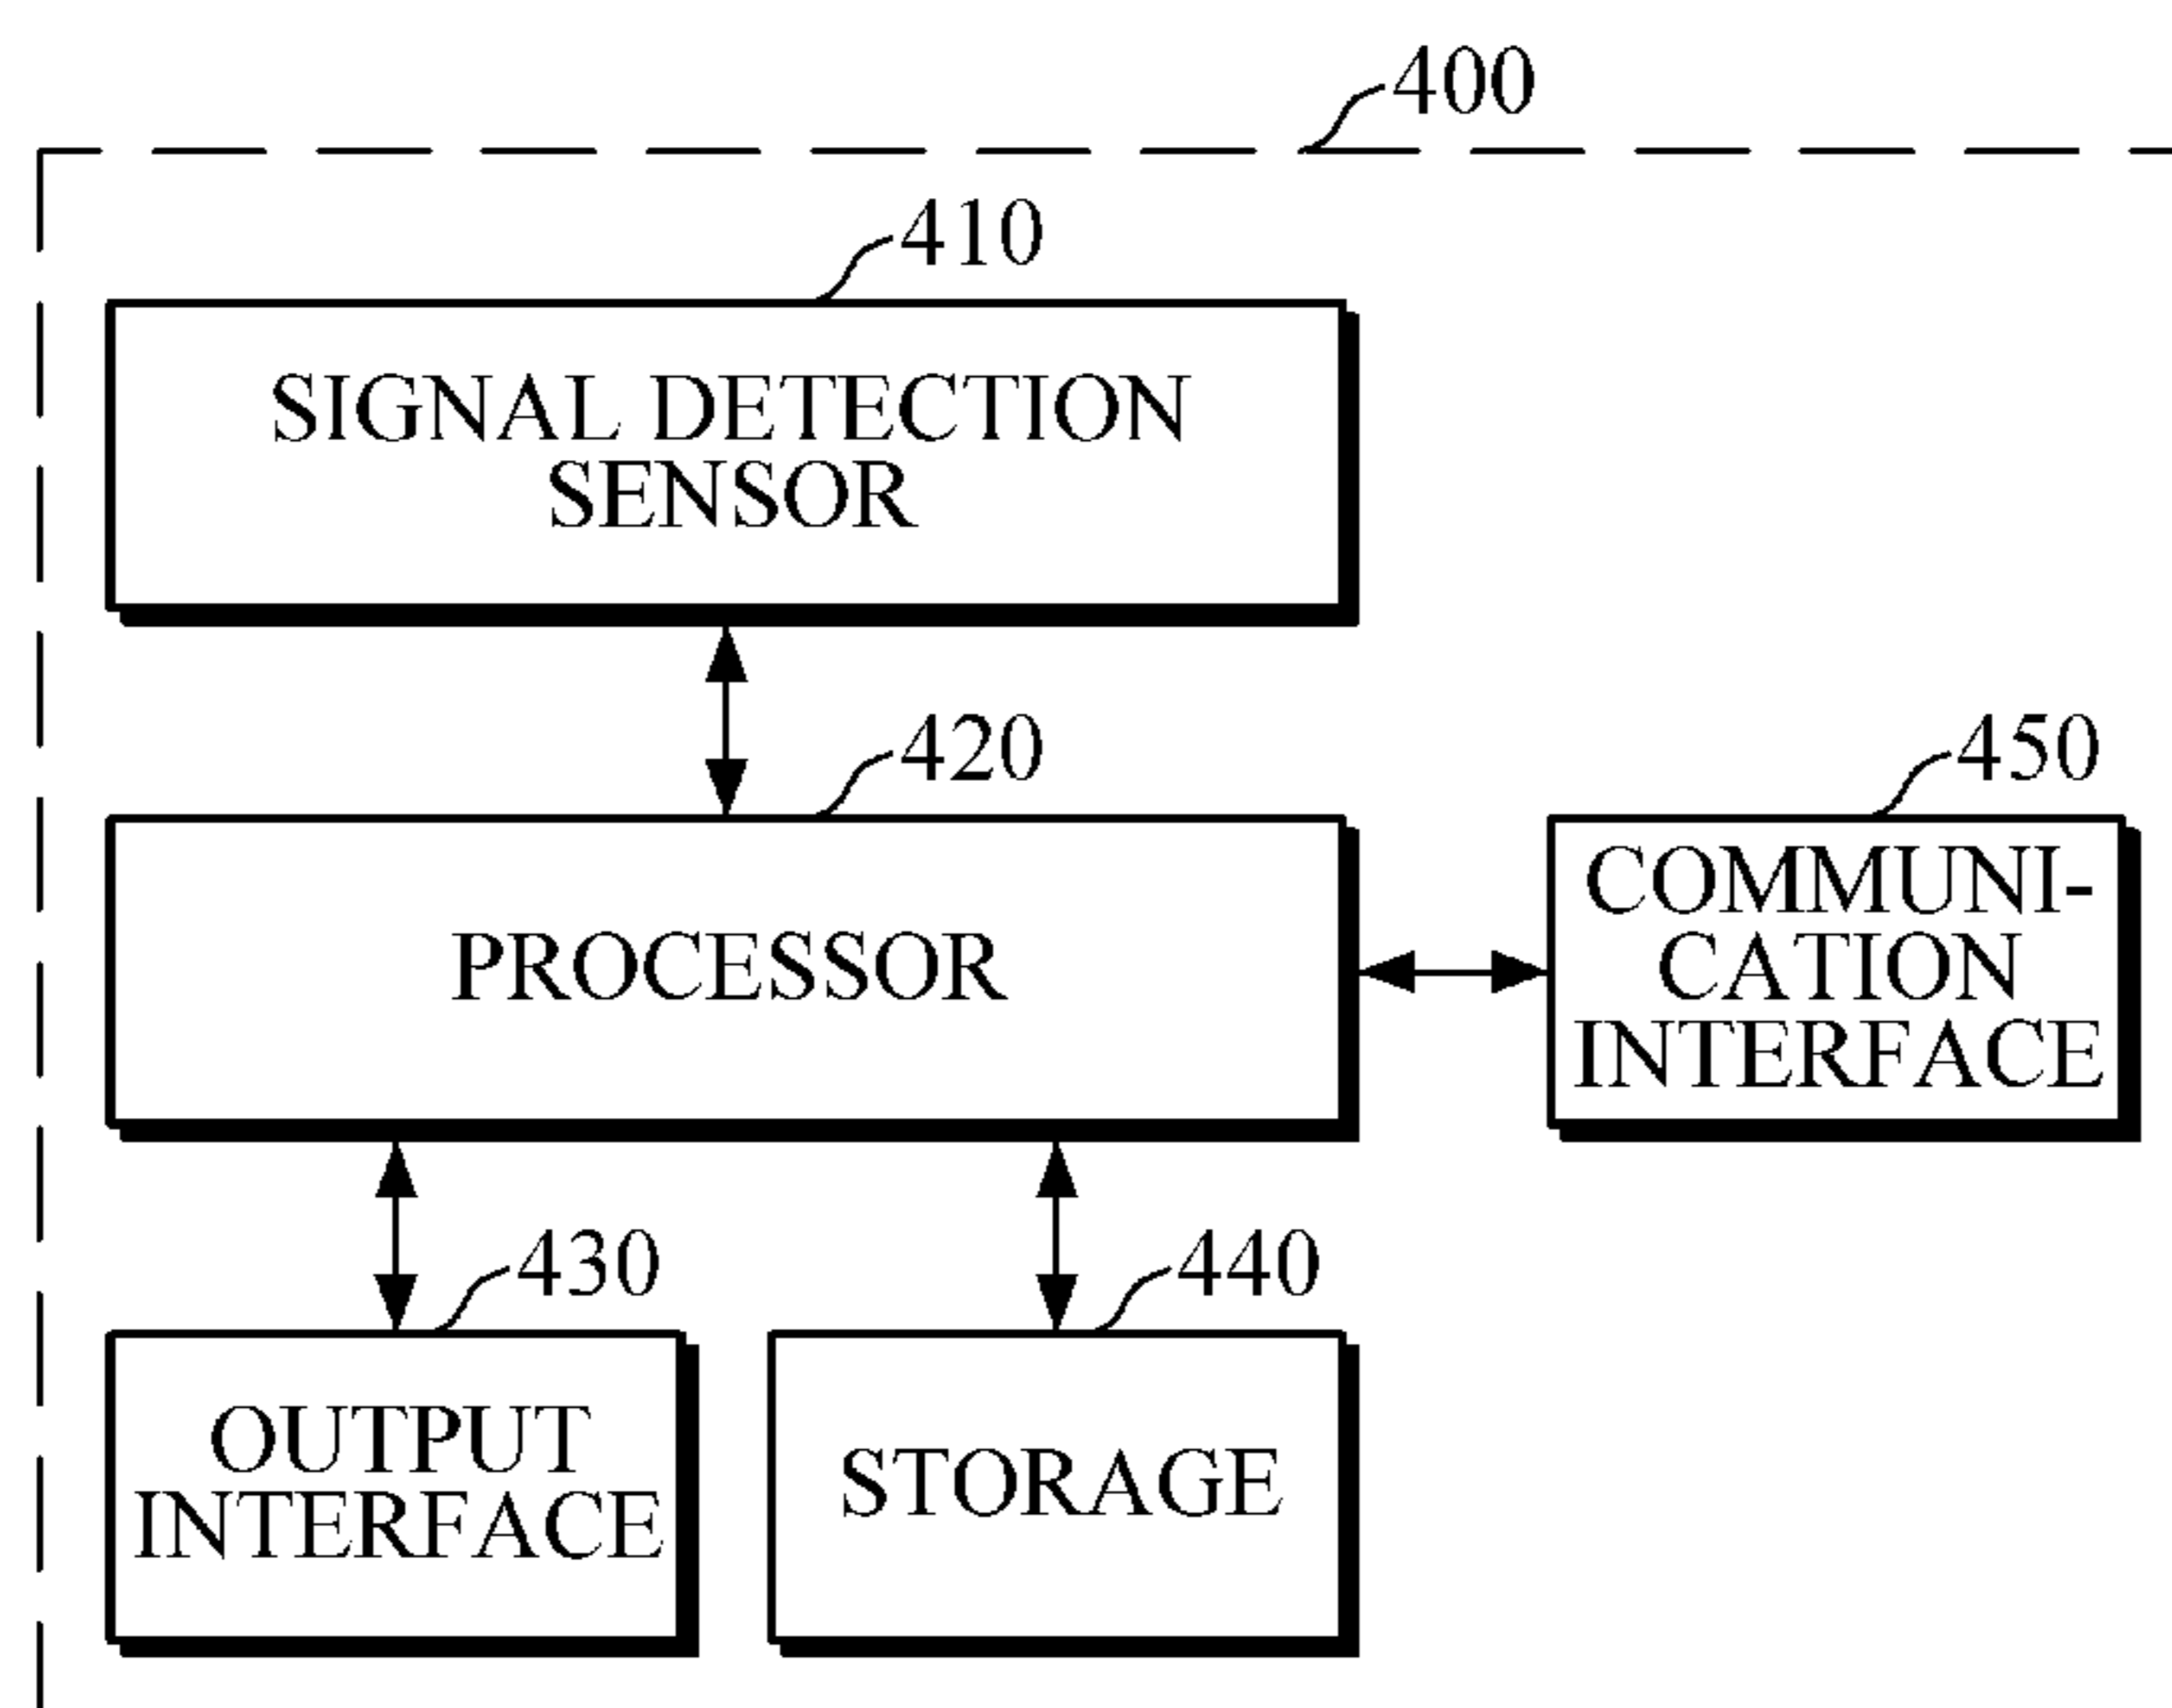 400
410
SIGNAL DETECTION
SENSOR
420
PROCESSOR
450
COMMUNI-
CATION
INTERFACE
430
OUTPUT
INTERFACE
440
STORAGE